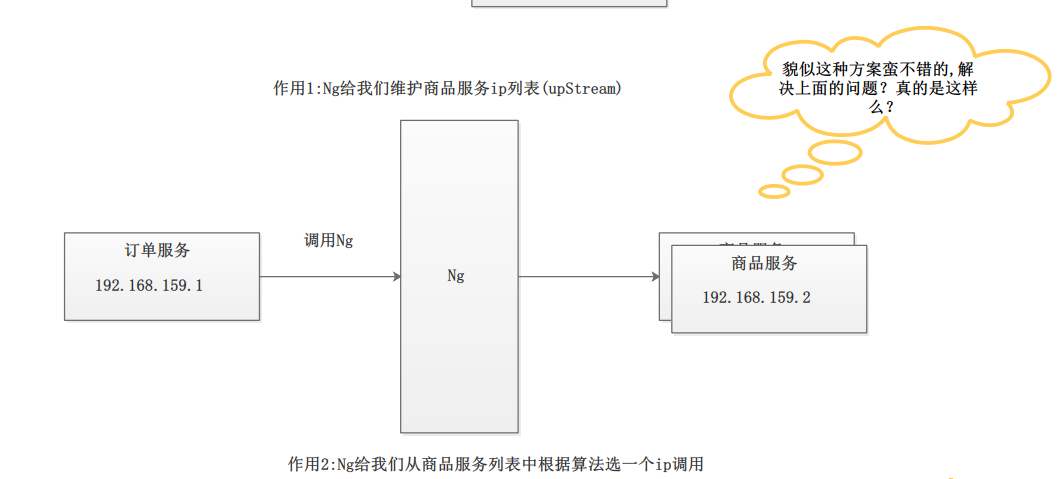 作用1:Ng给我们维护商品服务ip列表(upStream)
貌似这种方案蛮不错的,解
决上面的问题? 真的是这样
么?
订单服务
192.168.159.1
调用Ng
Ng
商品服务
192.168.159.2
作用2:Ng给我们从商品服务列表中根据算法选一个ip调用